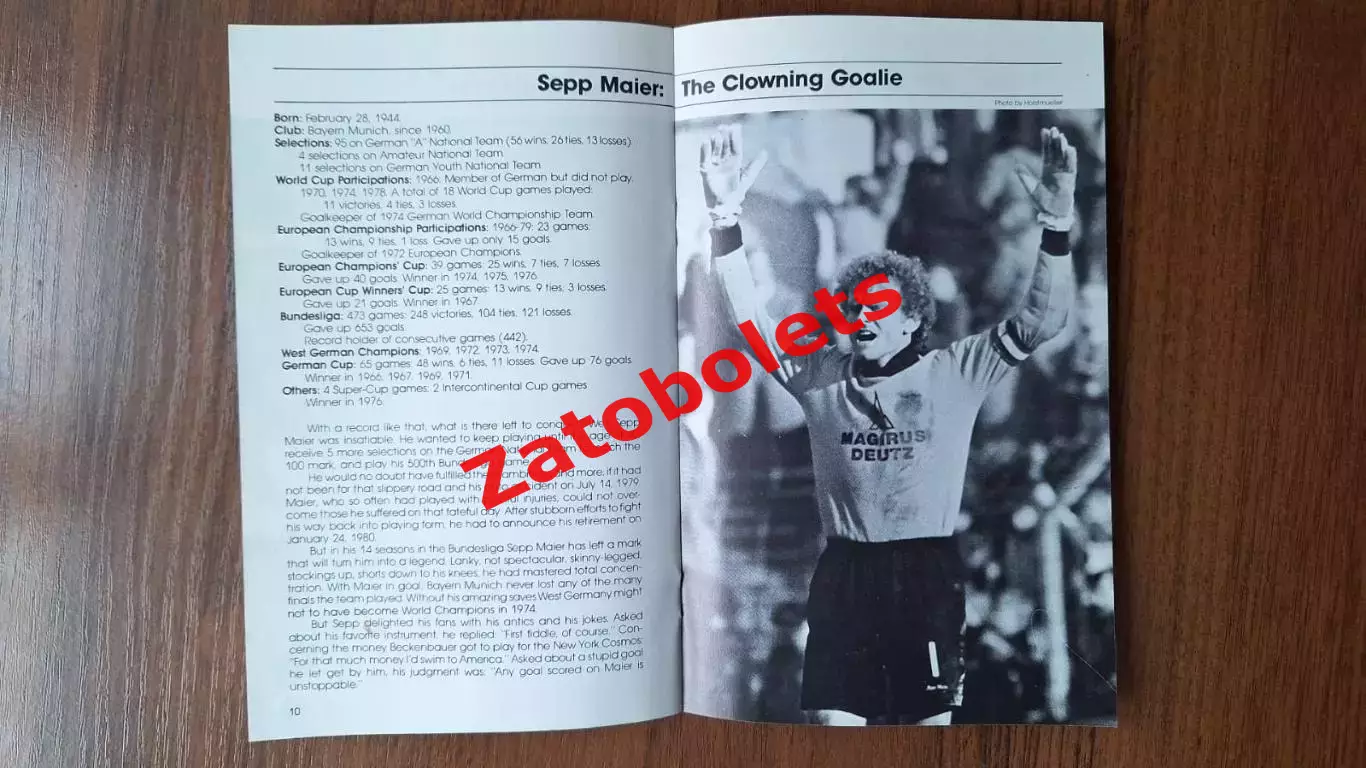 Sepp Maier: The Clowning Goalie
Photo by Horstmueller
Born: February 28, 1944.
Club: Bayern Munich, since 1960.
Selections: 95 on German "A" National Team (56 wins, 26 ties, 13 losses)
4 selections on Amateur National Team.
11 selections on German Youth National Team.
World Cup Participations: 1966. Member of German but did not play,
1970, 1974, 1978. A total of 18 World Cup games played:
11 victories, 4 ties, 3 losses.
Goalkeeper of 1974 German World Championship Team.
European Championship Participations: 1966-79: 23 games:
13 wins, 9 ties, 1 loss. Gave up only 15 goals.
Goalkeeper of 1972 European Champions.
European Champions' Cup: 39 games: 25 wins, 7 ties, 7 losses.
Gave up 40 goals. Winner in 1974, 1975, 1976.
European Cup Winners' Cup: 25 games: 13 wins, 9 ties, 3 losses.
Gave up 21 goals. Winner in 1967.
Bundesliga: 473 games: 248 victories, 104 ties, 121 losses.
Gave up 653 goals.
Record holder of consecutive games (442).
West German Champions: 1969, 1972, 1973, 1974.
German Cup: 65 games: 48 wins, 6 ties, 11 losses. Gave up 76 goals.
Winner in 1966, 1967, 1969, 1971.
Others: 4 Super-Cup games: 2 Intercontinental Cup games
Winner in 1976.
With a record like that, what is there left to Sepp
Maier was insatiable. He wanted to keep playing until age
receive 5 more selections on the German the
100 mark, and play his 500th game
He would no doubt have fulfilled and more, if it had
not been for that slippery road and his on July 14, 1979.
Maier, who so often had played with injuries, could not over-
come those he suffered on that fateful day. After stubborn efforts to fight
his way back into playing form, he had to announce his retirement on
January 24, 1980.
But in his 14 seasons in the Bundesliga Sepp Maier has left a mark
that will turn him into a legend. Lanky, not spectacular, skinny-legged,
stockings up, shorts down to his knees, he had mastered total concen-
tration. With Maier in goal, Bayern Munich never lost any of the many
finals the team played. Without his amazing saves West Germany might
not to have become World Champions in 1974.
But Sepp delighted his fans with his antics and his jokes. Asked
about his favorite instrument, he replied: "First fiddle, of course." Con-
cerning the money Beckenbauer got to play for the New York Cosmos:
"For that much money I'd swim to America." Asked about a stupid goal
he let get by him, his judgment was: "Any goal scored on Maier is
unstoppable."
10
MAGIRUS
DEUTZ
1
Zatobolets